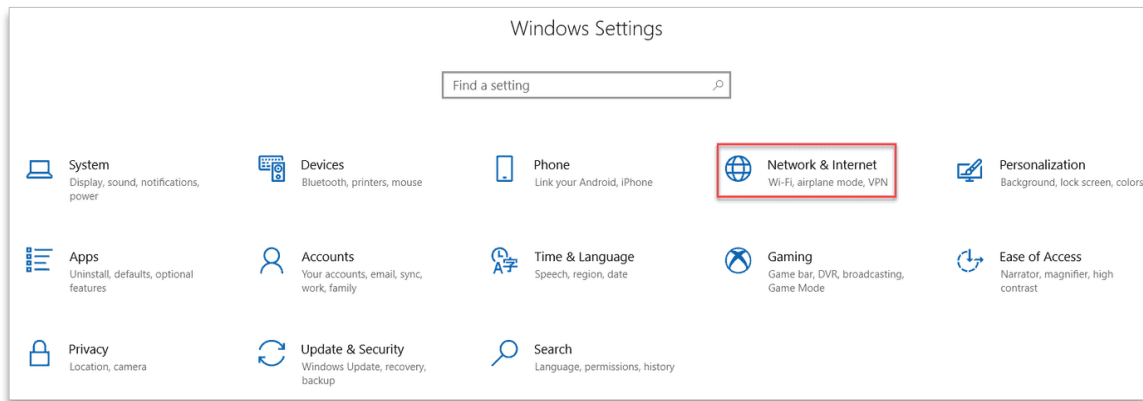 Windows Settings
Find a setting
System
Display, sound, notifications,
power
Devices
Bluetooth, printers, mouse
Phone
Link your Android, iPhone
Network & Internet
Wi-Fi, airplane mode, VPN
Personalization
Background, lock screen, colors
Apps
Uninstall, defaults, optional
features
Accounts
Your accounts, email, sync,
work, family
Time & Language
Speech, region, date
Gaming
Game bar, DVR, broadcasting,
Game Mode
Ease of Access
Narrator, magnifier, high
contrast
Privacy
Location, camera
Update & Security
Windows Update, recovery,
backup
Search
Language, permissions, history